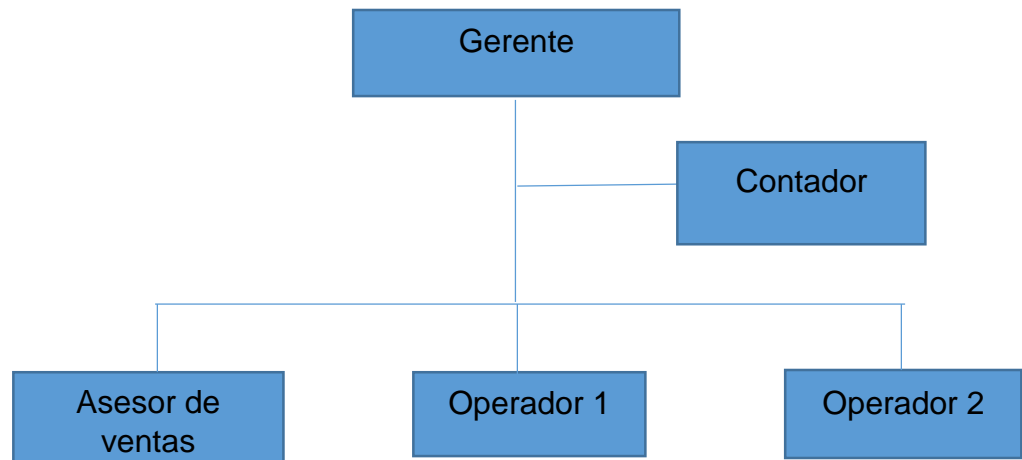 Gerente
Contador
Asesor de
ventas
Operador 1
Operador 2